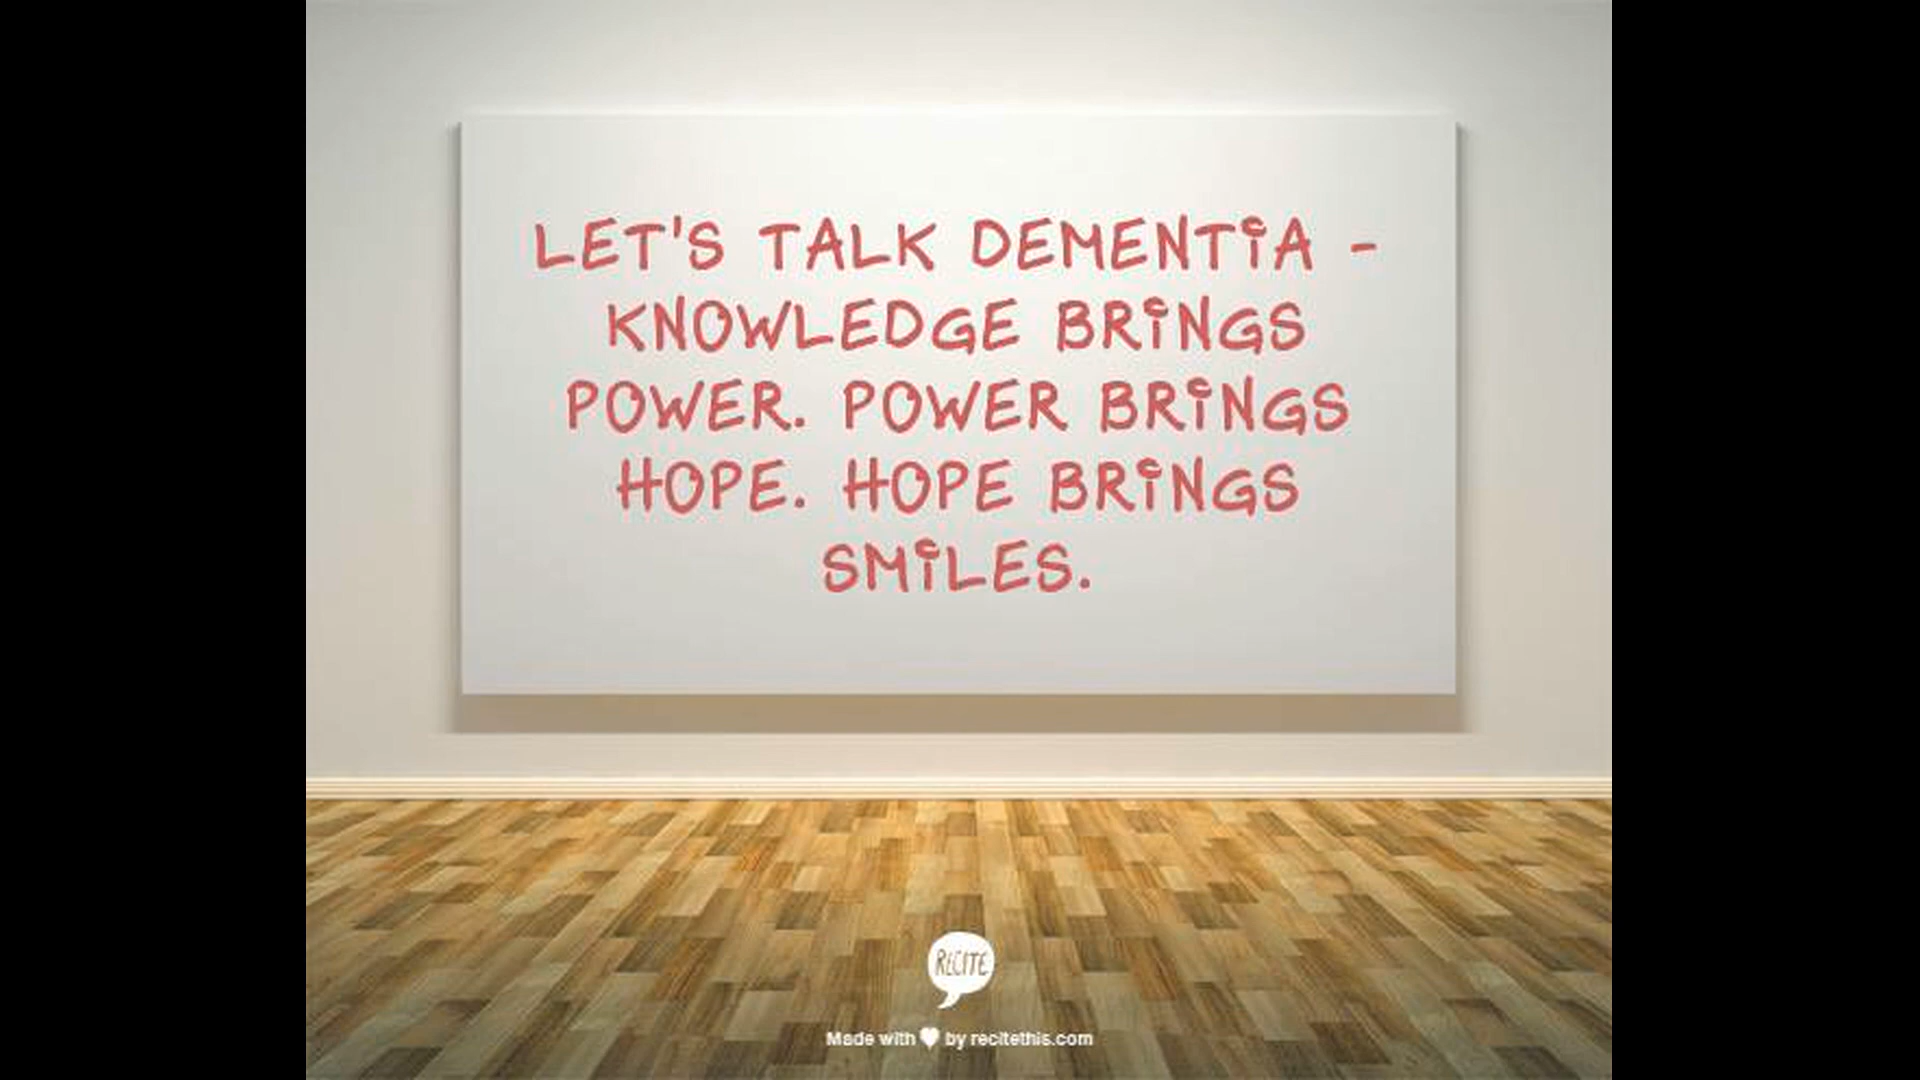 LET'S TALK DEMENTIA -
KNOWLEDGE BRINGS
POWER. POWER BRINGS
HOPE. HOPE BRINGS
SMILES.
RECITE
Made with ♥ by recitethis.com